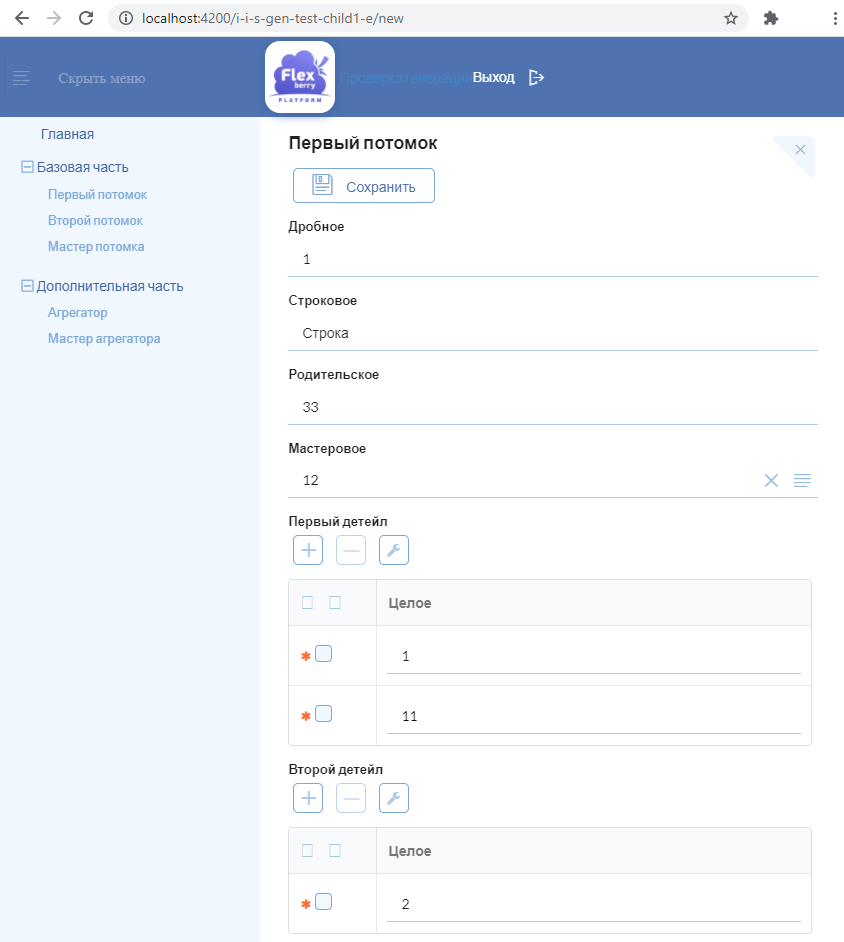 localhost:4200/i-i-s-gen-test-child1-e/new
Скрыть меню
Flex
berry
PLATFORM
Проверка генерации
Выход
Главная
Базовая часть
Первый потомок
Второй потомок
Мастер потомка
Дополнительная часть
Агрегатор
Мастер агрегатора
Первый потомок
Сохранить
Дробное
1
Строковое
Строка
Родительское
33
Мастеровое
12
Первый детейл
Целое
1
11
Второй детейл
Целое
2